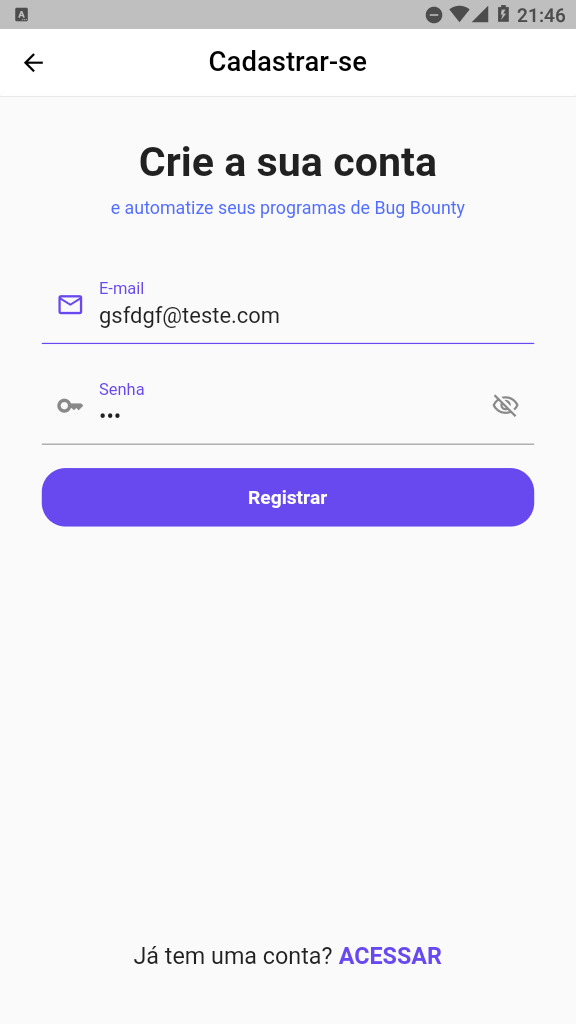 21:46
Cadastrar-se
Crie a sua conta
e automatize seus programas de Bug Bounty
E-mail
gsfdgf@teste.com
Senha
•••
Registrar
Já tem uma conta? ACESSAR